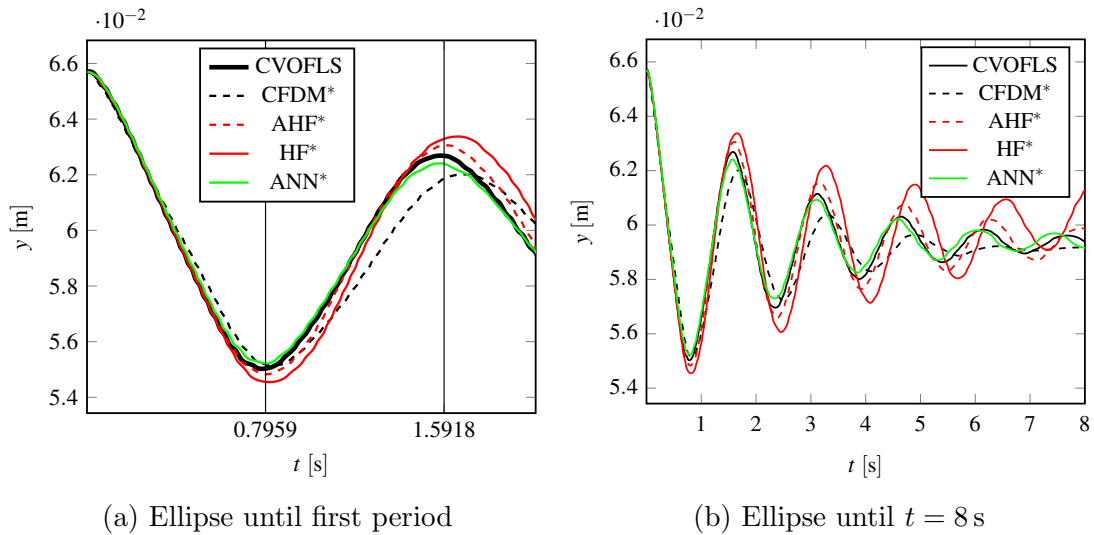 ·10−2
6.6
6.4
6.2
6
5.8
5.6
5.4
y [m]
0.7959
1.5918
t [s]
CVOFLS
CFDM*
AHF*
HF*
ANN*
(a) Ellipse until first period
·10−2
6.6
6.4
6.2
6
5.8
5.6
5.4
y [m]
1 2 3 4 5 6 7 8
t [s]
CVOFLS
CFDM*
AHF*
HF*
ANN*
(b) Ellipse until t = 8 s